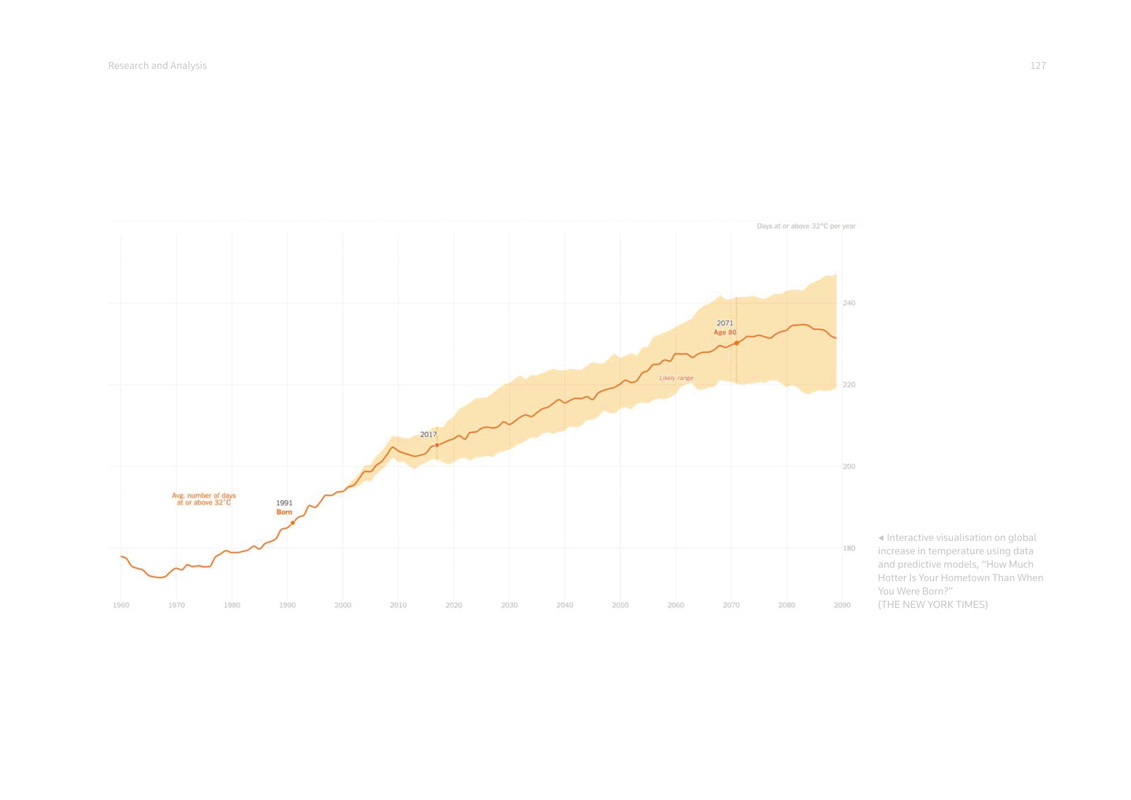 Research and Analysis
127
Days at or above 32°C per year
240
2071
Age 80
220
Likely range
2017
200
Avg. number of days
at or above 32°C
1991
Born
180
1960 1970 1980 1990 2000 2010 2020 2030 2040 2050 2060 2070 2080 2090
◂ Interactive visualisation on global
increase in temperature using data
and predictive models, “How Much
Hotter Is Your Hometown Than When
You Were Born?”
(THE NEW YORK TIMES)